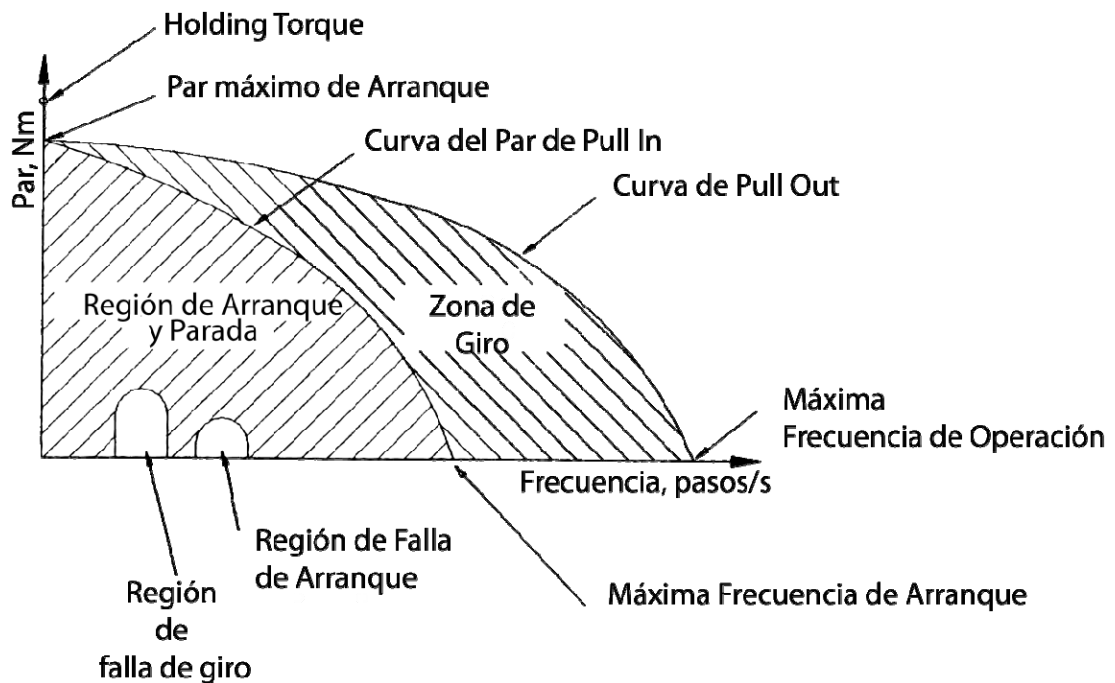 Holding Torque
Par máximo de Arranque
Par, Nm
Curva del Par de Pull In
Curva de Pull Out
Región de Arranque
y Parada
Zona de
Giro
Máxima
Frecuencia de Operación
Frecuencia, pasos/s
Región de Falla
de Arranque
Máxima Frecuencia de Arranque
Región
de
falla de giro